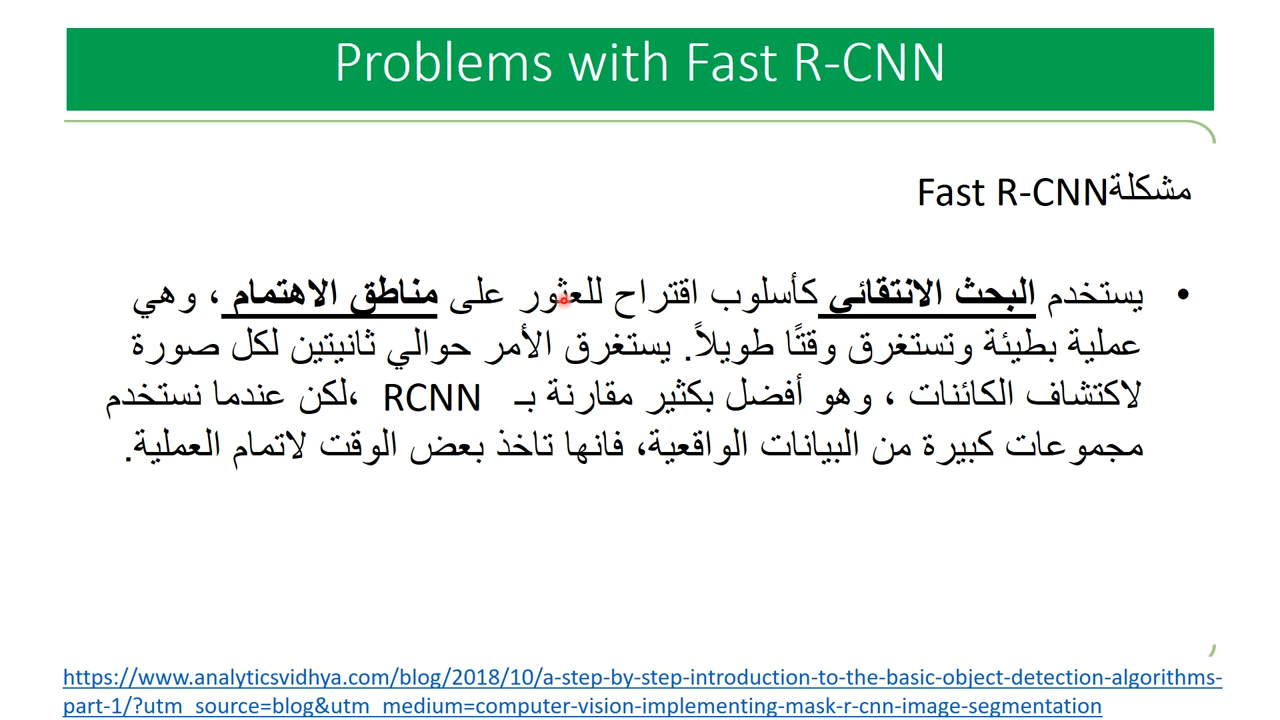 Problems with Fast R-CNN
مشكلةFast R-CNN
• يستخدم البحث الانتقائي كأسلوب اقتراح للعثور على مناطق الاهتمام ، وهي
عملية بطيئة وتستغرق وقتًا طويلاً. يستغرق الأمر حوالي ثانيتين لكل صورة
لاكتشاف الكائنات ، وهو أفضل بكثير مقارنة بـ RCNN ،لكن عندما نستخدم
مجموعات كبيرة من البيانات الواقعية، فانها تاخذ بعض الوقت لاتمام العملية.
https://www.analyticsvidhya.com/blog/2018/10/a-step-by-step-introduction-to-the-basic-object-detection-algorithms-
part-1/?utm_source=blog&utm_medium=computer-vision-implementing-mask-r-cnn-image-segmentation